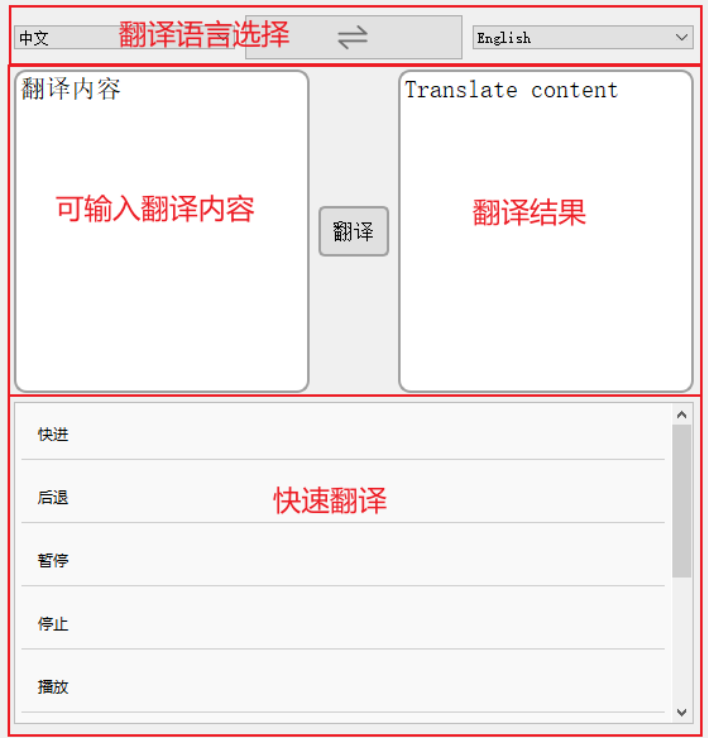 中文
翻译语言选择
English
翻译内容
Translate content
可输入翻译内容
翻译
翻译结果
快进
后退
快速翻译
暂停
停止
播放